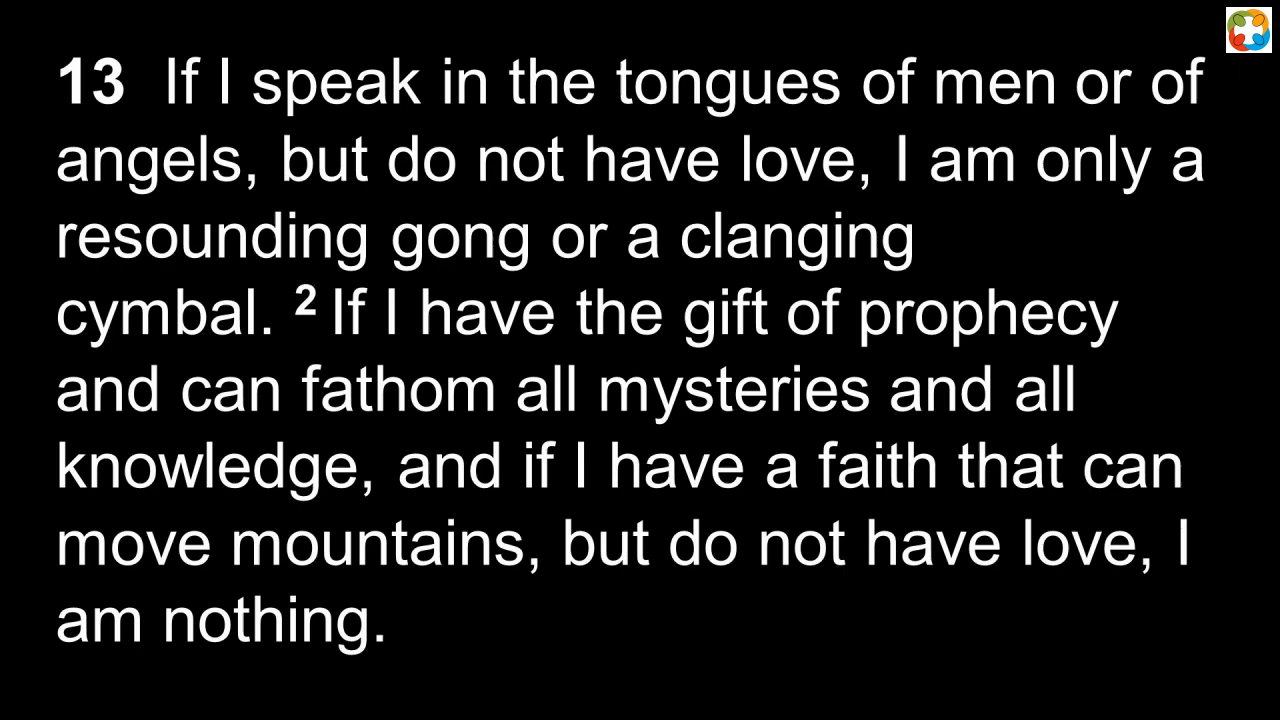 13  If I speak in the tongues of men or of
angels, but do not have love, I am only a
resounding gong or a clanging
cymbal. 2 If I have the gift of prophecy
and can fathom all mysteries and all
knowledge, and if I have a faith that can
move mountains, but do not have love, I
am nothing.